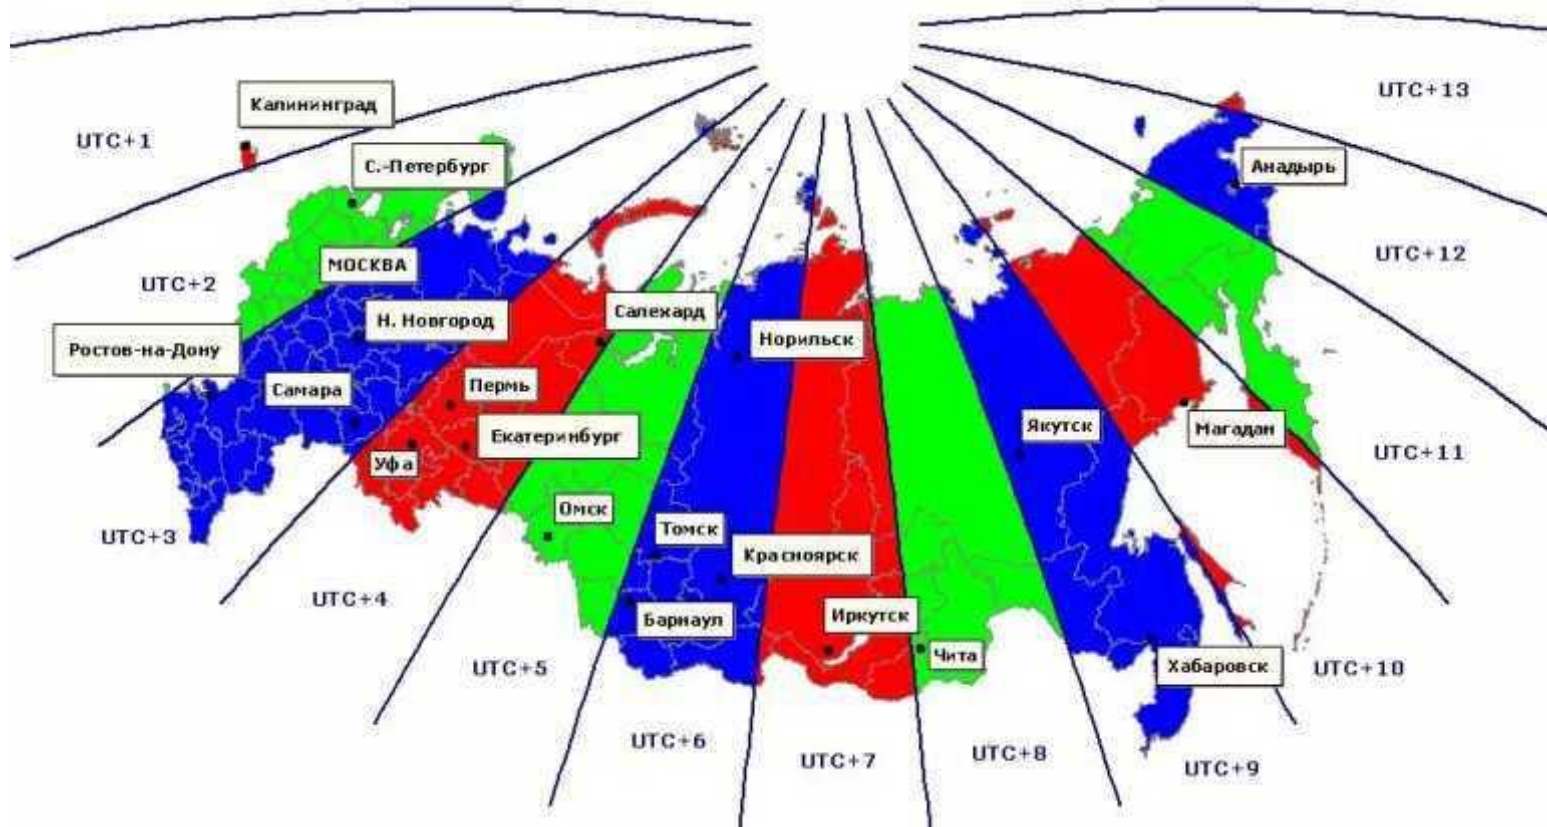 UTC+13
Калининград
UTC+1
С.-Петербург
Анадырь
UTC+12
МОСКВА
UTC+2
Салехард
Н. Новгород
Норильск
Ростов-на-Дону
Самара
Пермь
Якутск
Магадан
Екатеринбург
UTC+11
Уфа
Омск
Томск
UTC+3
Красноярск
UTC+4
Иркутск
Барнаул
Чита
Хабаровск
UTC+5
UTC+10
UTC+6
UTC+7
UTC+8
UTC+9